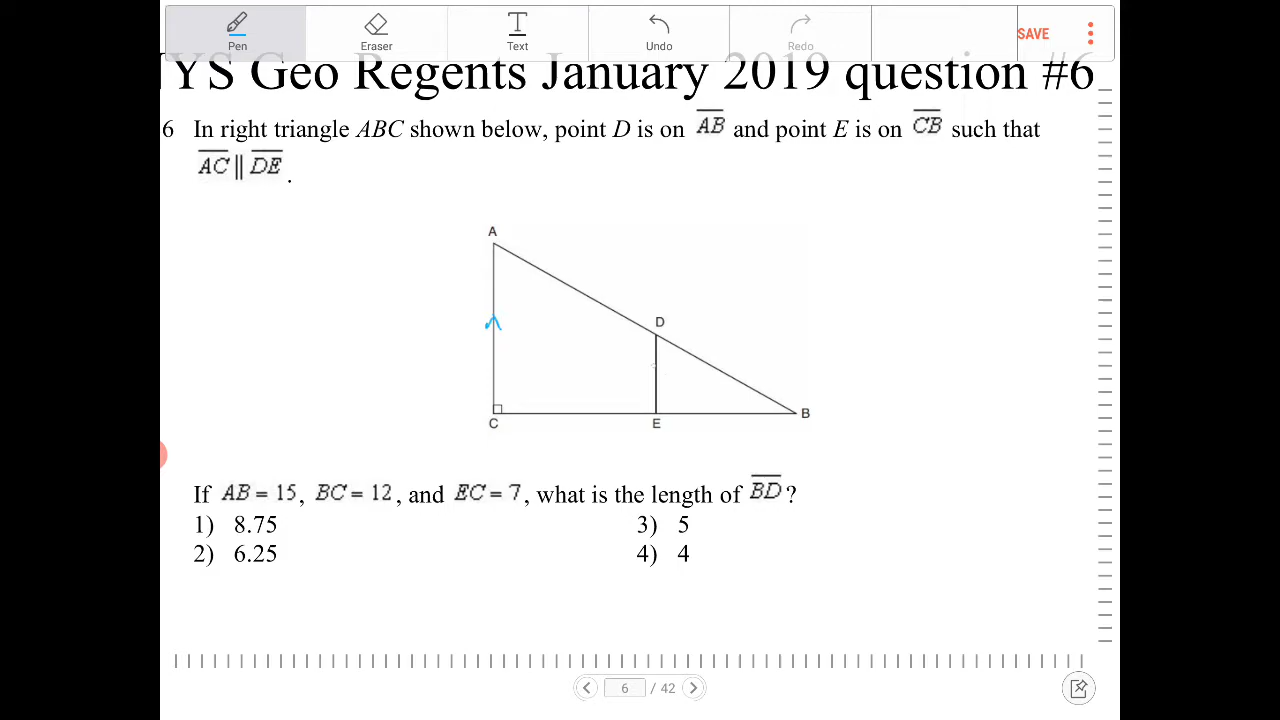 Pen Eraser Text Undo Redo SAVE
YS Geo Regents January 2019 question #6
6 In right triangle ABC shown below, point D is on AB and point E is on CB such that
AC || DE .
A
D
C E B
If AB = 15, BC = 12, and EC = 7, what is the length of BD ?
1) 8.75 3) 5
2) 6.25 4) 4
6 / 42